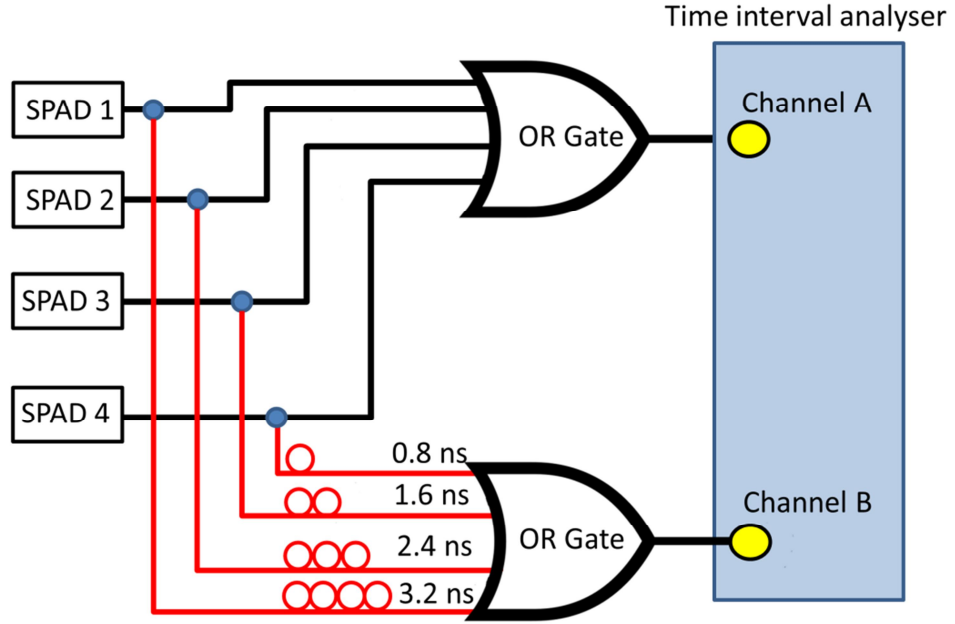 Time interval analyser
SPAD 1
OR Gate
Channel A
SPAD 2
SPAD 3
SPAD 4
0.8 ns
1.6 ns
2.4 ns
3.2 ns
OR Gate
Channel B